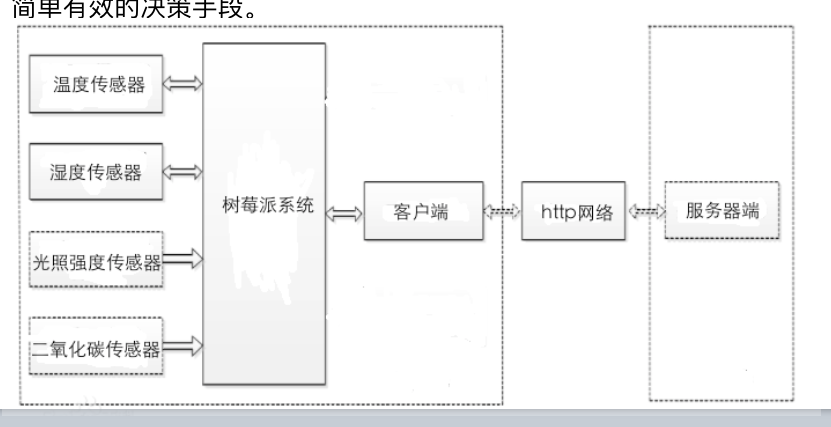 简单有效的决策手段。
温度传感器
湿度传感器
光照强度传感器
二氧化碳传感器
树莓派系统
客户端
http网络
服务器端